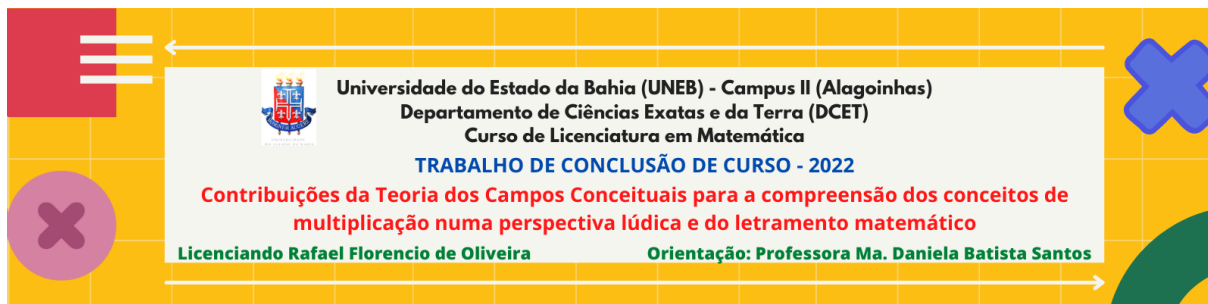 Universidade do Estado da Bahia (UNEB) - Campus II (Alagoinhas)
Departamento de Ciências Exatas e da Terra (DCET)
Curso de Licenciatura em Matemática
TRABALHO DE CONCLUSÃO DE CURSO - 2022
Contribuições da Teoria dos Campos Conceituais para a compreensão dos conceitos de
multiplicação numa perspectiva lúdica e do letramento matemático
Licenciando Rafael Florencio de Oliveira Orientação: Professora Ma. Daniela Batista Santos